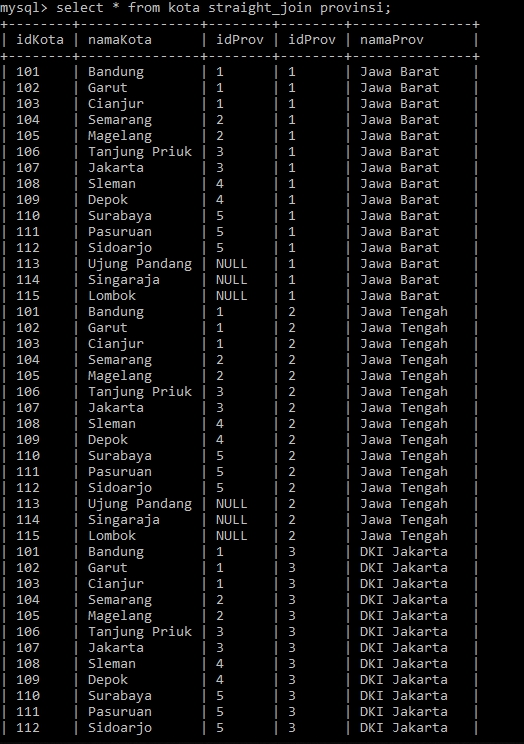 mysql> select * from kota straight_join provinsi;
+--------+---------------+--------+--------+--------------+
| idKota | namaKota | idProv | idProv | namaProv |
+--------+---------------+--------+--------+--------------+
| 101 | Bandung | 1 | 1 | Jawa Barat |
| 102 | Garut | 1 | 1 | Jawa Barat |
| 103 | Cianjur | 1 | 1 | Jawa Barat |
| 104 | Semarang | 2 | 1 | Jawa Barat |
| 105 | Magelang | 2 | 1 | Jawa Barat |
| 106 | Tanjung Priuk | 3 | 1 | Jawa Barat |
| 107 | Jakarta | 3 | 1 | Jawa Barat |
| 108 | Sleman | 4 | 1 | Jawa Barat |
| 109 | Depok | 4 | 1 | Jawa Barat |
| 110 | Surabaya | 5 | 1 | Jawa Barat |
| 111 | Pasuruan | 5 | 1 | Jawa Barat |
| 112 | Sidoarjo | 5 | 1 | Jawa Barat |
| 113 | Ujung Pandang | NULL | 1 | Jawa Barat |
| 114 | Singaraja | NULL | 1 | Jawa Barat |
| 115 | Lombok | NULL | 1 | Jawa Barat |
| 101 | Bandung | 1 | 2 | Jawa Tengah |
| 102 | Garut | 1 | 2 | Jawa Tengah |
| 103 | Cianjur | 1 | 2 | Jawa Tengah |
| 104 | Semarang | 2 | 2 | Jawa Tengah |
| 105 | Magelang | 2 | 2 | Jawa Tengah |
| 106 | Tanjung Priuk | 3 | 2 | Jawa Tengah |
| 107 | Jakarta | 3 | 2 | Jawa Tengah |
| 108 | Sleman | 4 | 2 | Jawa Tengah |
| 109 | Depok | 4 | 2 | Jawa Tengah |
| 110 | Surabaya | 5 | 2 | Jawa Tengah |
| 111 | Pasuruan | 5 | 2 | Jawa Tengah |
| 112 | Sidoarjo | 5 | 2 | Jawa Tengah |
| 113 | Ujung Pandang | NULL | 2 | Jawa Tengah |
| 114 | Singaraja | NULL | 2 | Jawa Tengah |
| 115 | Lombok | NULL | 2 | Jawa Tengah |
| 101 | Bandung | 1 | 3 | DKI Jakarta |
| 102 | Garut | 1 | 3 | DKI Jakarta |
| 103 | Cianjur | 1 | 3 | DKI Jakarta |
| 104 | Semarang | 2 | 3 | DKI Jakarta |
| 105 | Magelang | 2 | 3 | DKI Jakarta |
| 106 | Tanjung Priuk | 3 | 3 | DKI Jakarta |
| 107 | Jakarta | 3 | 3 | DKI Jakarta |
| 108 | Sleman | 4 | 3 | DKI Jakarta |
| 109 | Depok | 4 | 3 | DKI Jakarta |
| 110 | Surabaya | 5 | 3 | DKI Jakarta |
| 111 | Pasuruan | 5 | 3 | DKI Jakarta |
| 112 | Sidoarjo | 5 | 3 | DKI Jakarta |